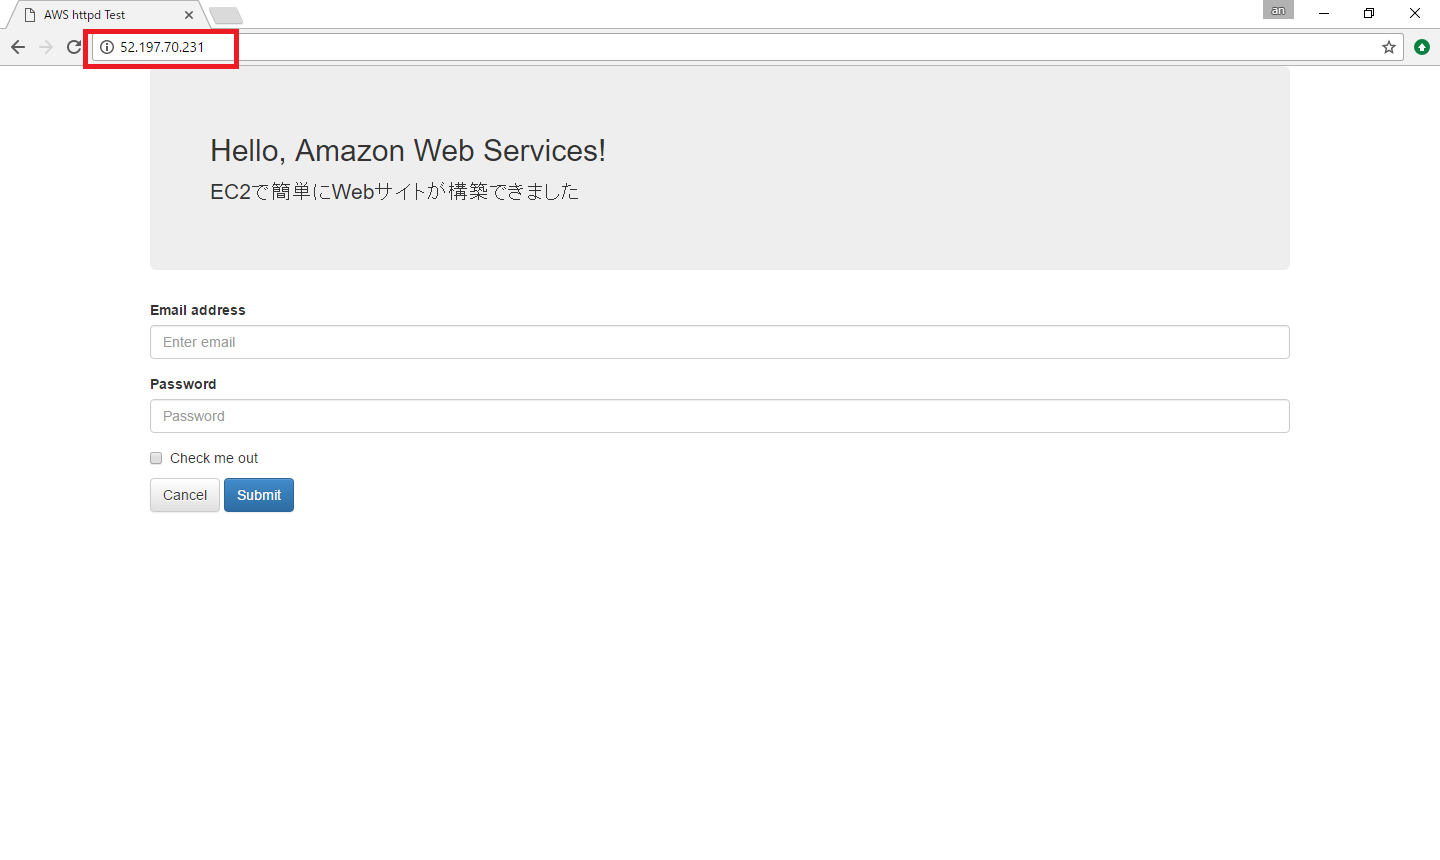 AWS httpd Test
an
52.197.70.231
Hello, Amazon Web Services!
EC2で簡単にWebサイトが構築できました
Email address
Enter email
Password
Password
Check me out
Cancel Submit